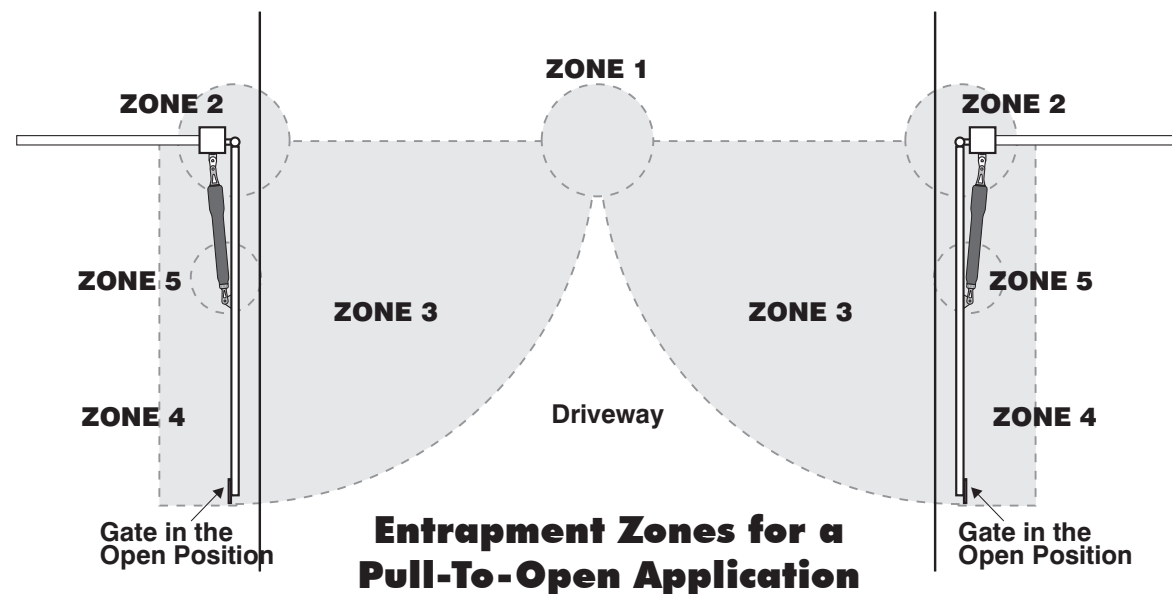 ZONE 1
ZONE 2
ZONE 2
ZONE 5
ZONE 5
ZONE 3
ZONE 3
ZONE 4
Driveway
ZONE 4
Gate in the
Open Position
Entrapment Zones for a
Pull-To-Open Application
Gate in the
Open Position